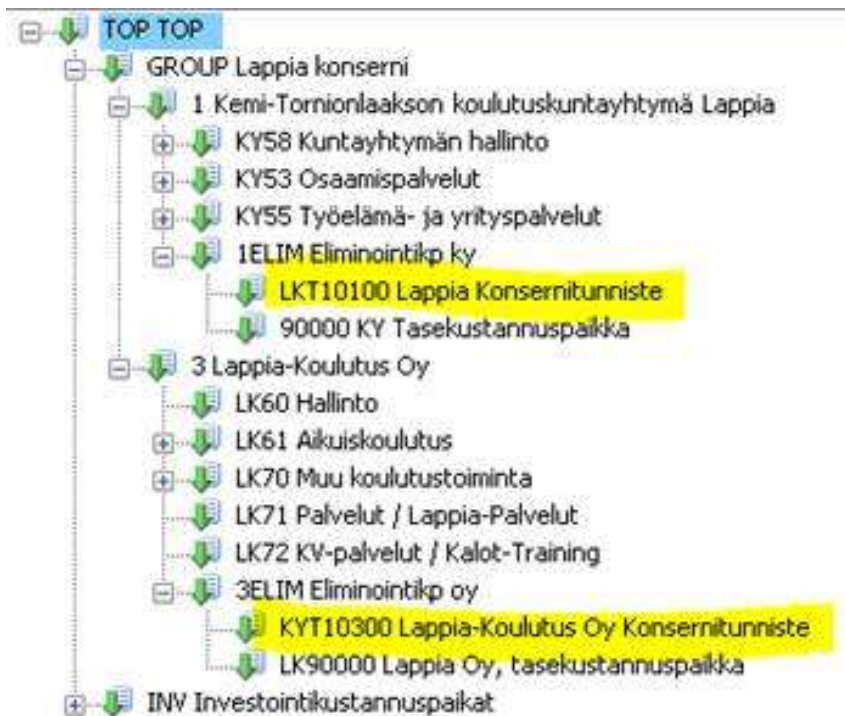 TOP TOP
GROUP Lappia konserni
1 Kemi-Tornionlaakson koulutuskuntayhtymä Lappia
KY58 Kuntayhtymän hallinto
KY53 Osaamispalvelut
KY55 Työelämä- ja yrityspalvelut
1ELIM Eliminointikp ky
LKT10100 Lappia Konsernitunniste
90000 KY Tasekustannuspaikka
3 Lappia-Koulutus Oy
LK60 Hallinto
LK61 Aikuiskoulutus
LK70 Muu koulutustoiminta
LK71 Palvelut / Lappia-Palvelut
LK72 KV-palvelut / Kalot-Training
3ELIM Eliminointikp oy
KYT10300 Lappia-Koulutus Oy Konsernitunniste
LK90000 Lappia Oy, tasekustannuspaikka
INV Investointikustannuspaikat